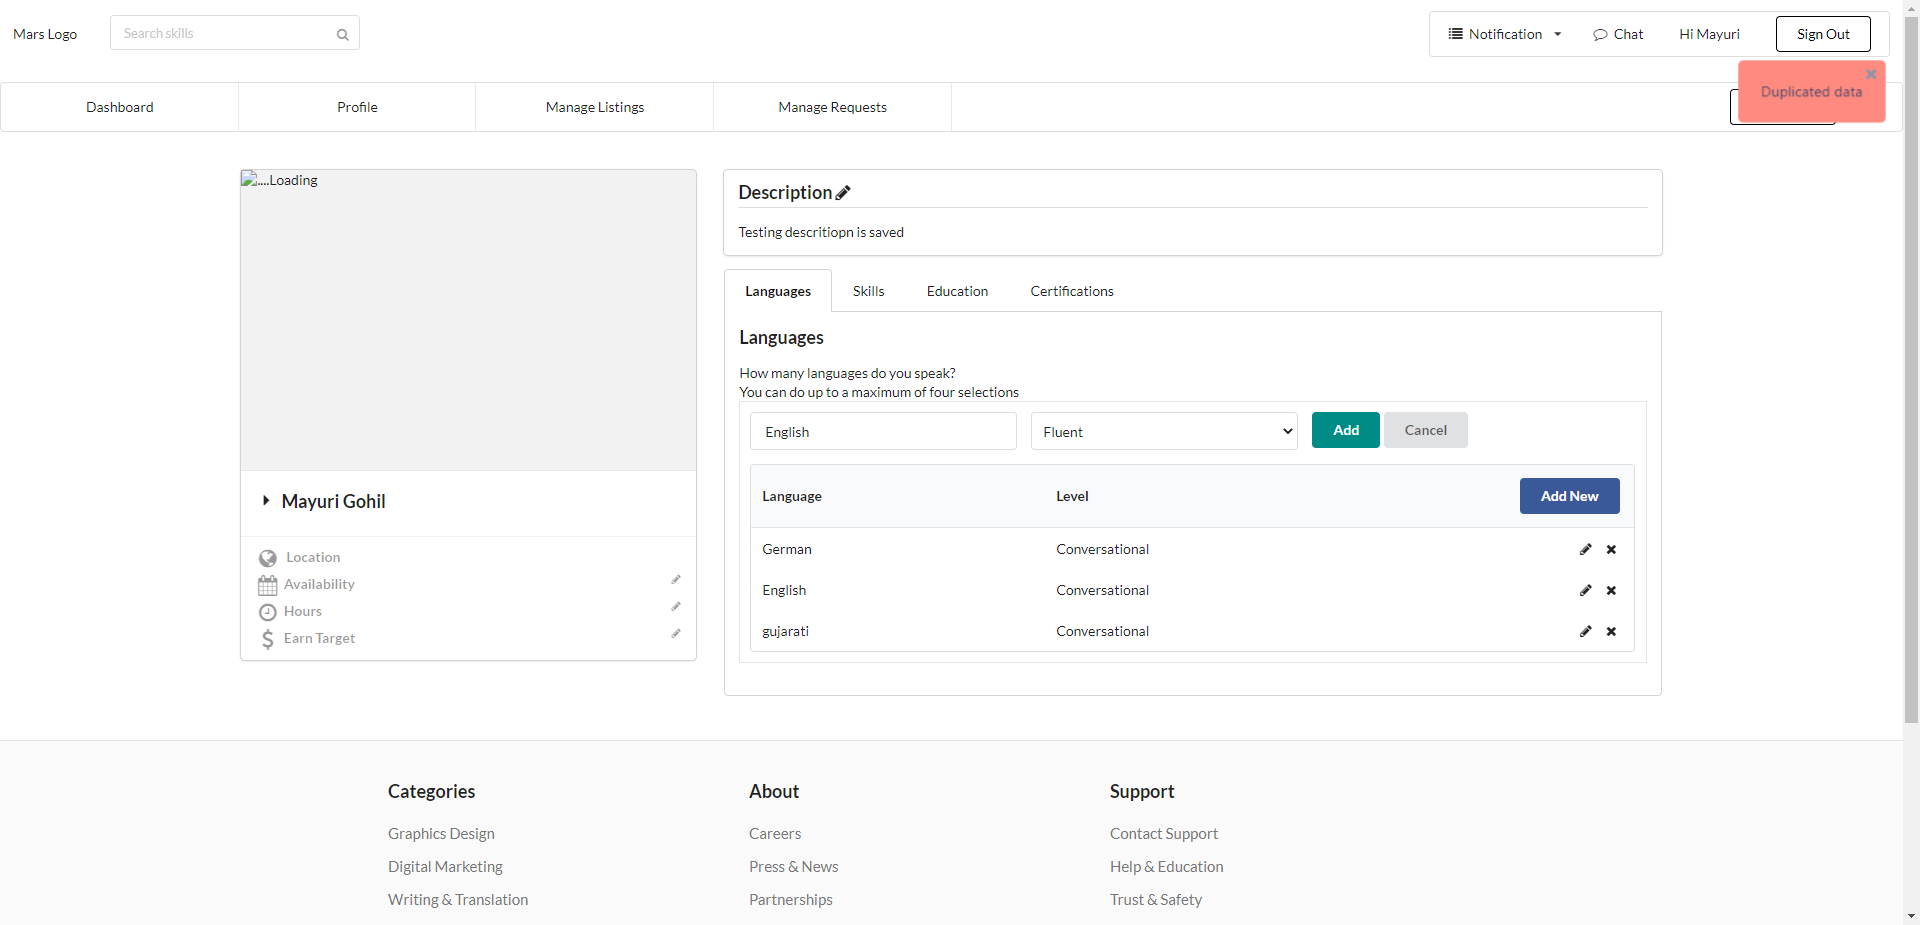 Mars Logo
Search skills
Notification
Chat
Hi Mayuri
Sign Out
Duplicated data
Dashboard
Profile
Manage Listings
Manage Requests
....Loading
Mayuri Gohil
Location
Availability
Hours
Earn Target
Description
Testing descritiopn is saved
Languages
Skills
Education
Certifications
Languages
How many languages do you speak?
You can do up to a maximum of four selections
English
Fluent
Add
Cancel
Language
Level
Add New
German
Conversational
English
Conversational
gujarati
Conversational
Categories
Graphics Design
Digital Marketing
Writing & Translation
About
Careers
Press & News
Partnerships
Support
Contact Support
Help & Education
Trust & Safety